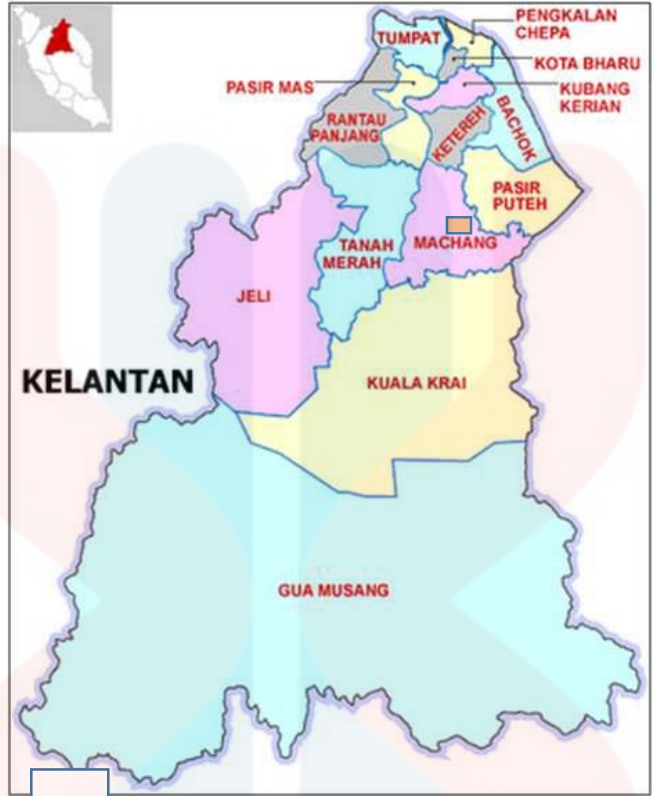 PENGKALAN
CHEPA
TUMPAT
KOTA BHARU
PASIR MAS
KUBANG
KERIAN
RANTAU
PANJANG
KETEREH
BACHOK
PASIR
PUTEH
TANAH
MERAH
MACHANG
JELI
KELANTAN
KUALA KRAI
GUA MUSANG